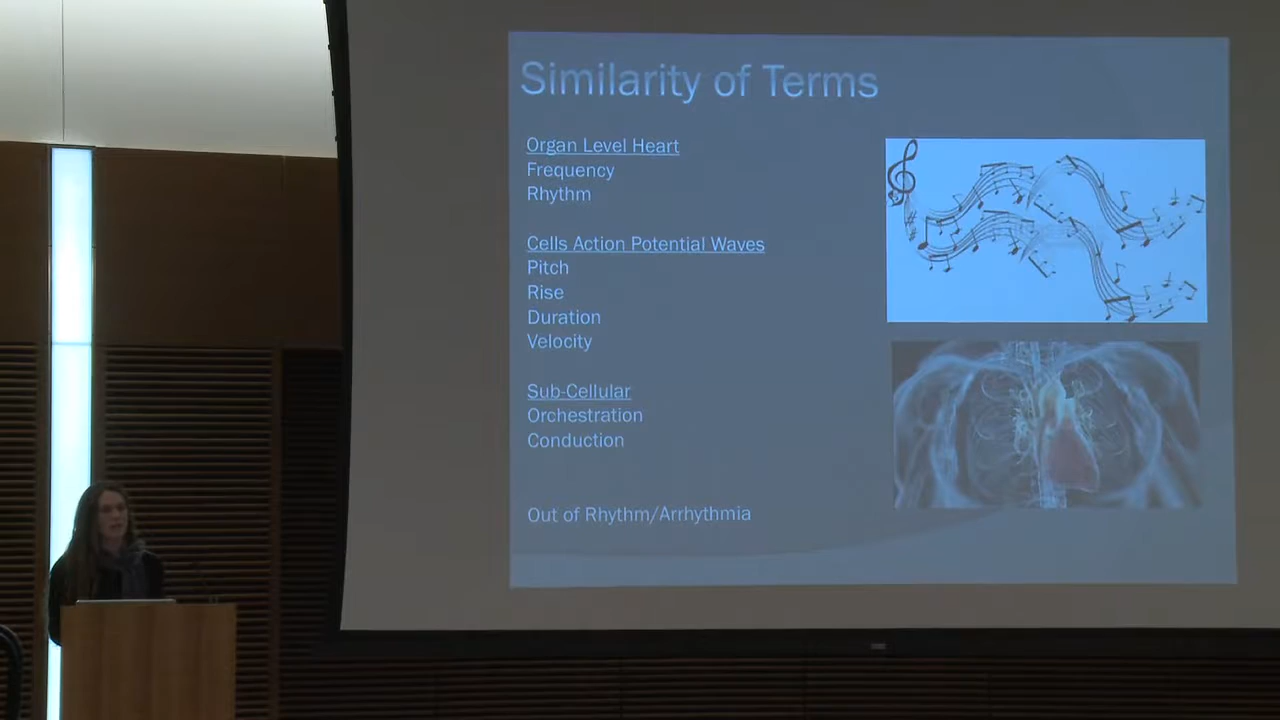 Similarity of Terms
Organ Level Heart
Frequency
Rhythm
Cells Action Potential Waves
Pitch
Rise
Duration
Velocity
Sub-Cellular
Orchestration
Conduction
Out of Rhythm/Arrhythmia